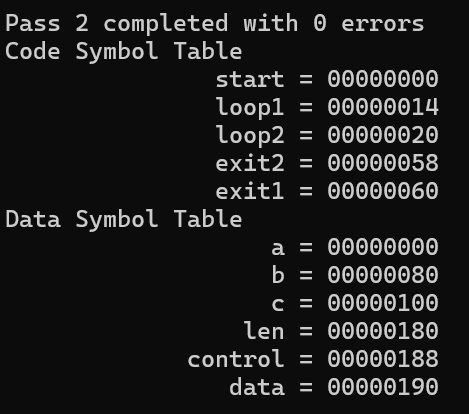 Pass 2 completed with 0 errors
Code Symbol Table
start = 00000000
loop1 = 00000014
loop2 = 00000020
exit2 = 00000058
exit1 = 00000060
Data Symbol Table
a = 00000000
b = 00000080
c = 00000100
len = 00000180
control = 00000188
data = 00000190